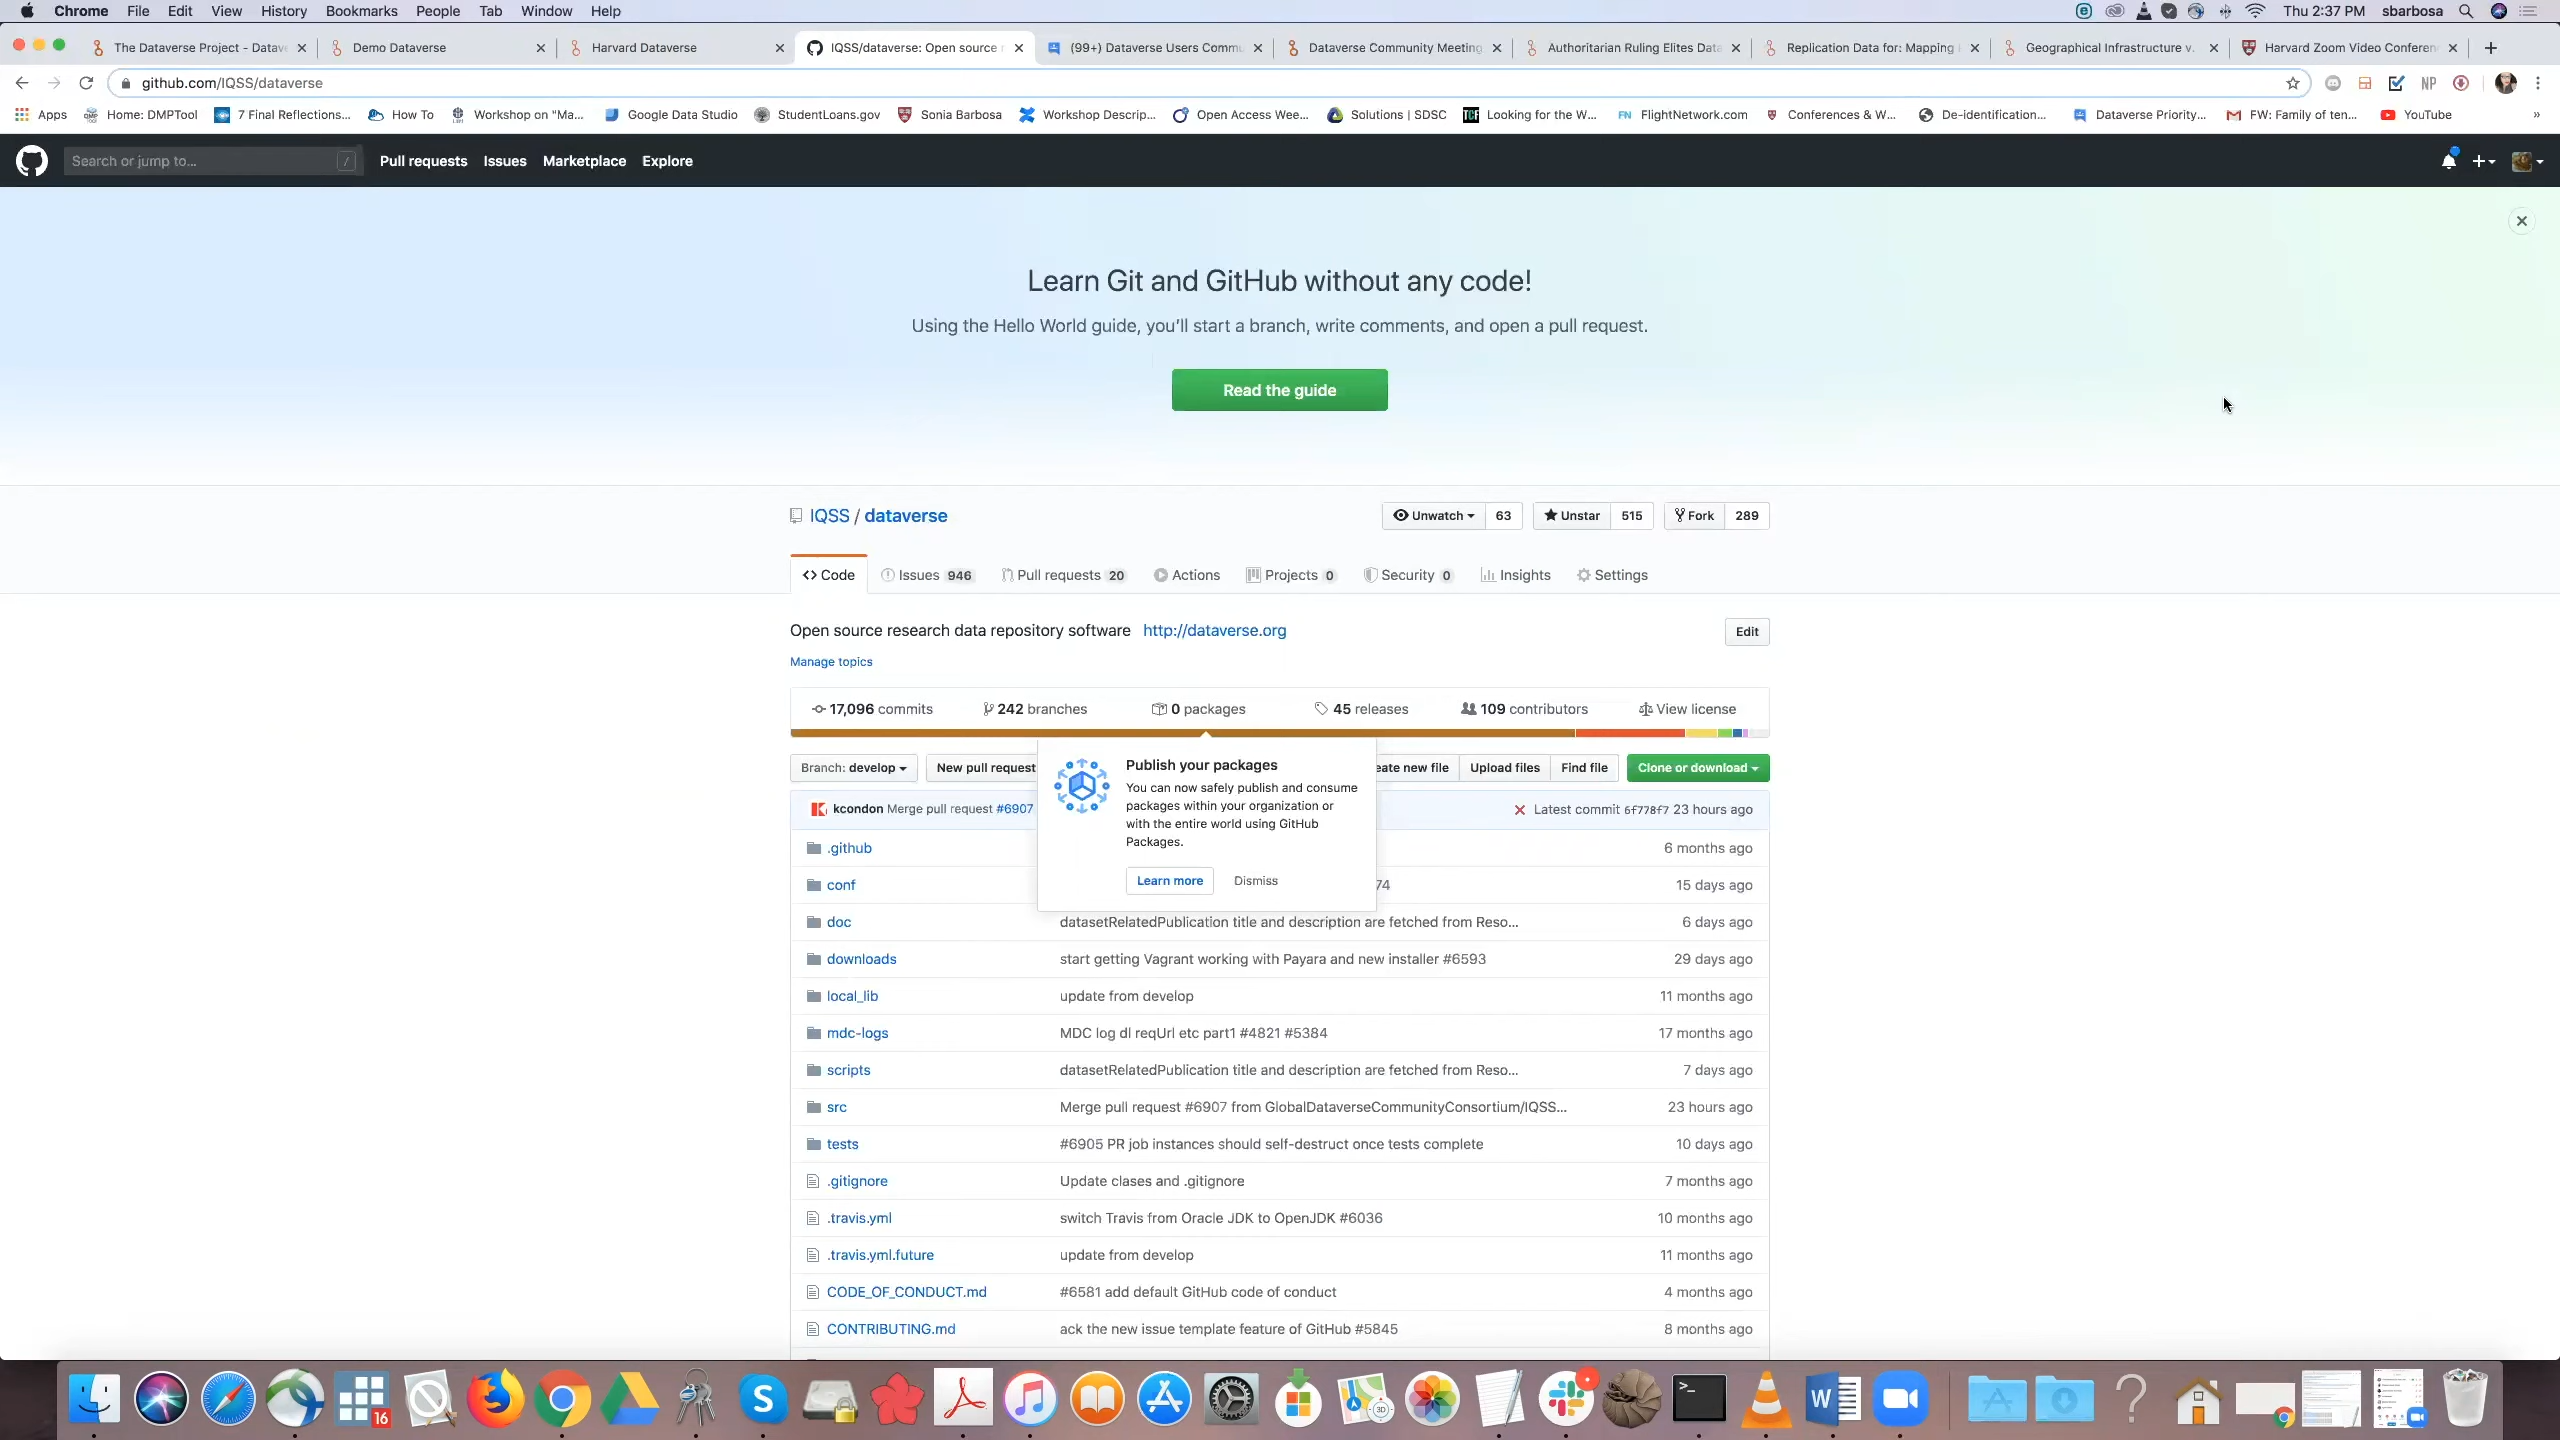 Chrome File Edit View History Bookmarks People Tab Window Help
Thu 2:37 PM sbarbosa
The Dataverse Project - Datave
Demo Dataverse
Harvard Dataverse
IQSS/dataverse: Open source r
(99+) Dataverse Users Commu
Dataverse Community Meeting
Authoritarian Ruling Elites Data
Replication Data for: Mapping
Geographical Infrastructure v.
Harvard Zoom Video Conferen
github.com/IQSS/dataverse
NP
Apps
Home: DMPTool
7 Final Reflections...
How To
Workshop on "Ma...
Google Data Studio
StudentLoans.gov
Sonia Barbosa
Workshop Descrip...
Open Access Wee...
Solutions | SDSC
TCF
Looking for the W...
FN
FlightNetwork.com
Conferences & W...
De-identification...
Dataverse Priority...
FW: Family of ten...
YouTube
»
Search or jump to... /
Pull requests Issues Marketplace Explore
Learn Git and GitHub without any code!
Using the Hello World guide, you'll start a branch, write comments, and open a pull request.
Read the guide
IQSS / dataverse
Unwatch 63
Unstar 515
Fork 289
Code
Issues 946
Pull requests 20
Actions
Projects 0
Security 0
Insights
Settings
Open source research data repository software http://dataverse.org
Edit
Manage topics
17,096 commits
242 branches
0 packages
45 releases
109 contributors
View license
Branch: develop
New pull request
eate new file
Upload files
Find file
Clone or download
Publish your packages
You can now safely publish and consume
packages within your organization or
with the entire world using GitHub
Packages.
Learn more Dismiss
kcondon Merge pull request #6907
Latest commit 6f778f7 23 hours ago
.github 6 months ago
conf 74 15 days ago
doc datasetRelatedPublication title and description are fetched from Reso... 6 days ago
downloads start getting Vagrant working with Payara and new installer #6593 29 days ago
local_lib update from develop 11 months ago
mdc-logs MDC log dl reqUrl etc part1 #4821 #5384 17 months ago
scripts datasetRelatedPublication title and description are fetched from Reso... 7 days ago
src Merge pull request #6907 from GlobalDataverseCommunityConsortium/IQSS... 23 hours ago
tests #6905 PR job instances should self-destruct once tests complete 10 days ago
.gitignore Update clases and .gitignore 7 months ago
.travis.yml switch Travis from Oracle JDK to OpenJDK #6036 10 months ago
.travis.yml.future update from develop 11 months ago
CODE_OF_CONDUCT.md #6581 add default GitHub code of conduct 4 months ago
CONTRIBUTING.md ack the new issue template feature of GitHub #5845 8 months ago
16
S
3D
>_
W
?